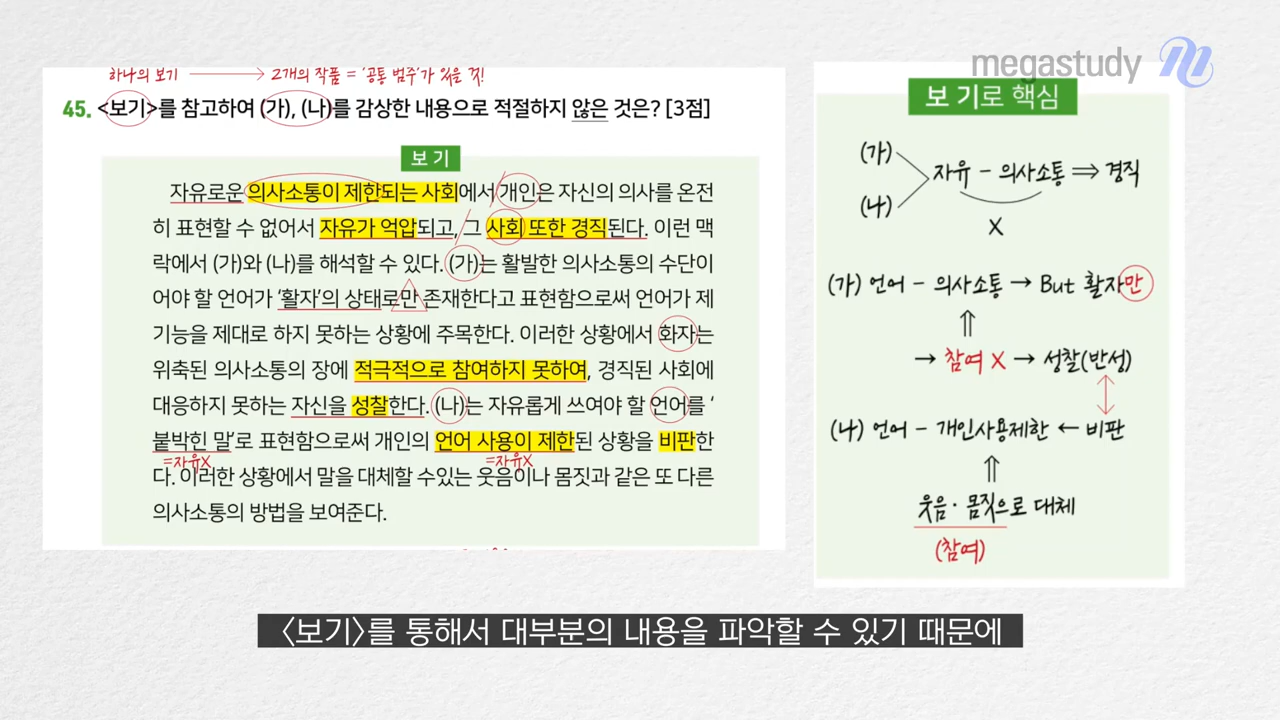 megastudy
하나의 보기 → 2개의 작품 = '공통 범주'가 있을 것!
45. <보기>를 참고하여 (가), (나)를 감상한 내용으로 적절하지 않은 것은? [3점]
보 기
자유로운 의사소통이 제한되는 사회에서 개인은 자신의 의사를 온전
히 표현할 수 없어서 자유가 억압되고, 그 사회 또한 경직된다. 이런 맥
락에서 (가)와 (나)를 해석할 수 있다. (가)는 활발한 의사소통의 수단이
어야 할 언어가 '활자'의 상태로만 존재한다고 표현함으로써 언어가 제
기능을 제대로 하지 못하는 상황에 주목한다. 이러한 상황에서 화자는
위축된 의사소통의 장에 적극적으로 참여하지 못하여, 경직된 사회에
대응하지 못하는 자신을 성찰한다. (나)는 자유롭게 쓰여야 할 언어를 '
붙박힌 말'로 표현함으로써 개인의 언어 사용이 제한된 상황을 비판한
=자유X =자유X
다. 이러한 상황에서 말을 대체할 수있는 웃음이나 몸짓과 같은 또 다른
의사소통의 방법을 보여준다.
보 기로 핵심
(가)
자유 - 의사소통 ⇒ 경직
(나)
X
(가) 언어 - 의사소통 → But 활자만
⇑
→ 참여 X → 성찰(반성)
↕
(나) 언어 - 개인사용제한 ← 비판
⇑
웃음·몸짓으로 대체
(참여)
〈보기〉를 통해서 대부분의 내용을 파악할 수 있기 때문에